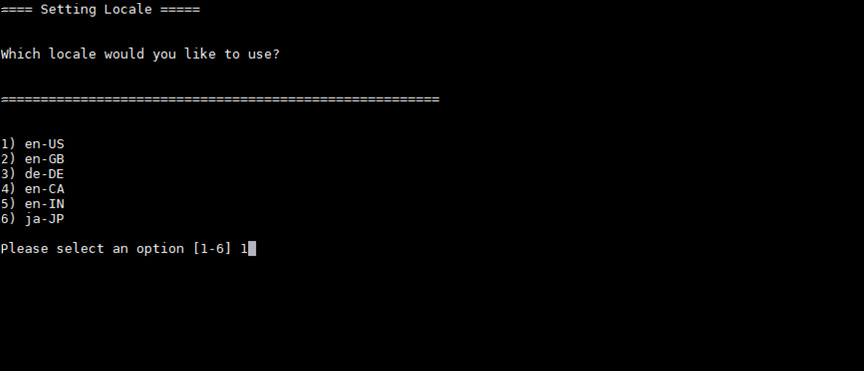 ==== Setting Locale =====
Which locale would you like to use?
=======================================================
1) en-US
2) en-GB
3) de-DE
4) en-CA
5) en-IN
6) ja-JP
Please select an option [1-6] 1